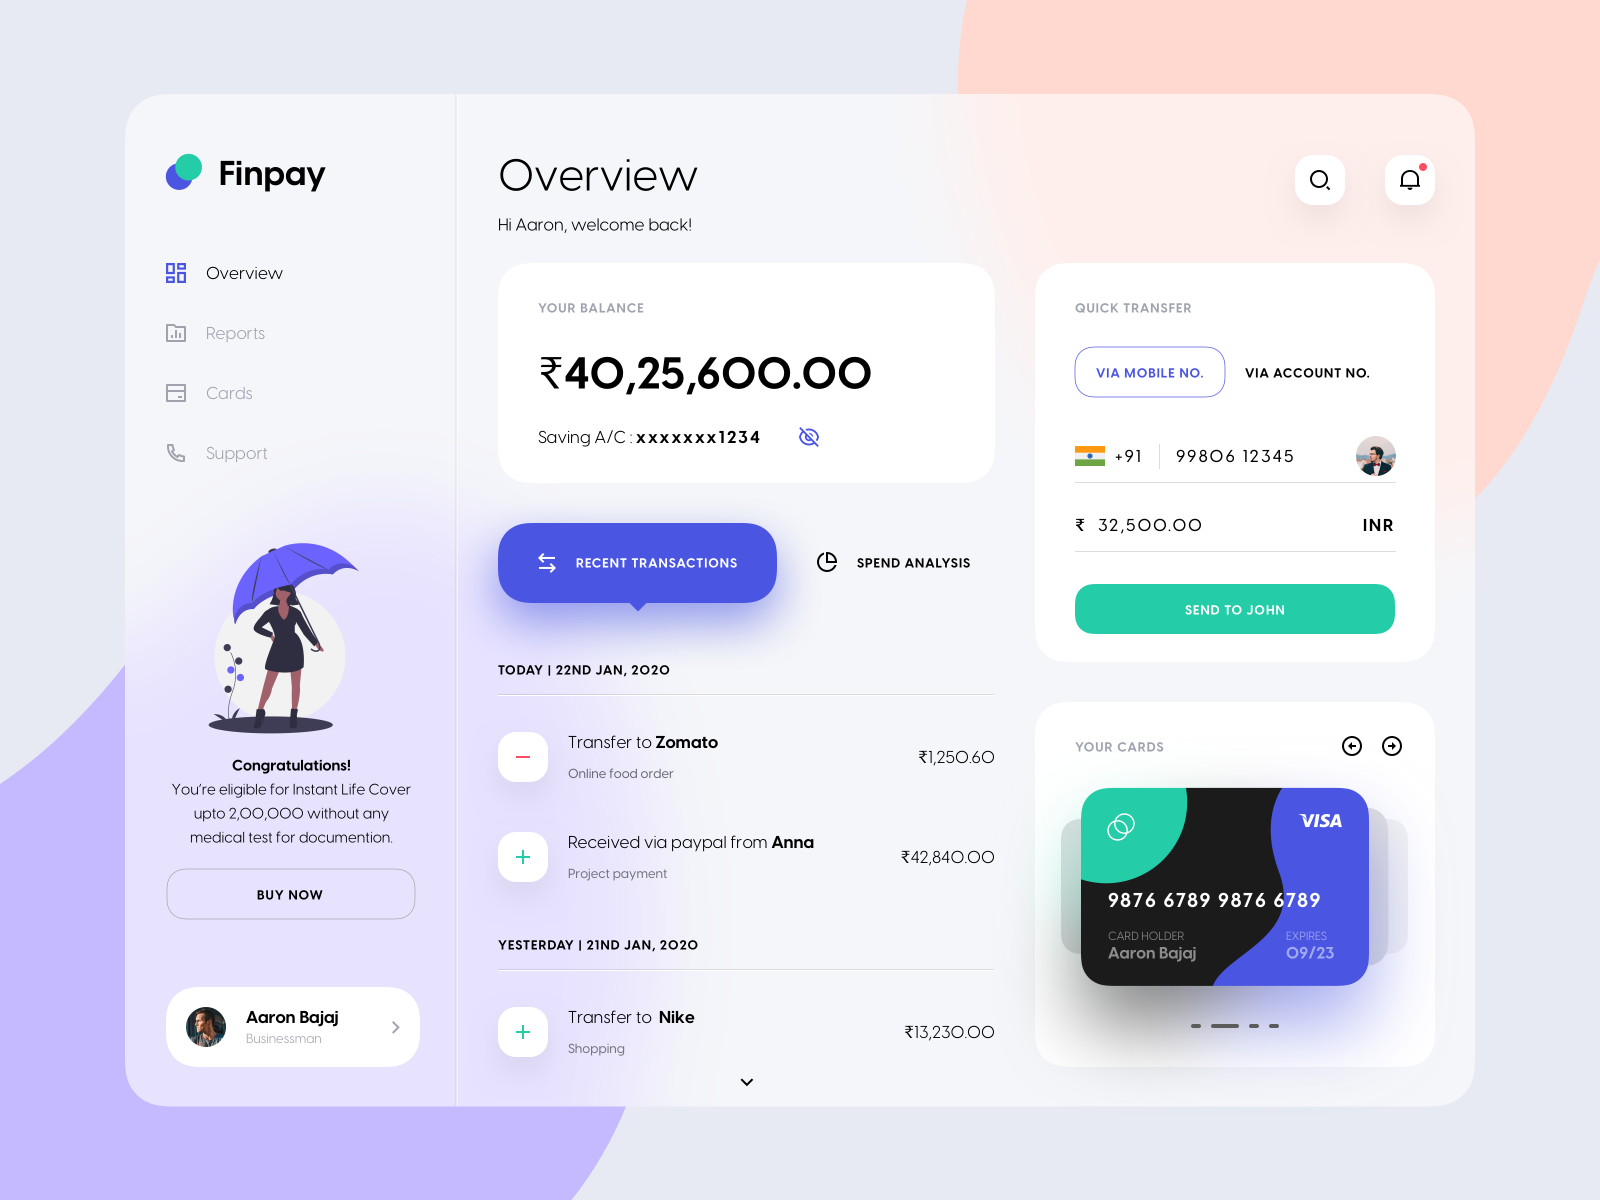 Finpay
Overview
Reports
Cards
Support
Congratulations!
You're eligible for Instant Life Cover
upto 2,00,000 without any
medical test for documention.
BUY NOW
Aaron Bajaj
Businessman
Overview
Hi Aaron, welcome back!
YOUR BALANCE
₹40,25,600.00
Saving A/C : xxxxxxx1234
RECENT TRANSACTIONS
SPEND ANALYSIS
TODAY | 22ND JAN, 2020
Transfer to Zomato
Online food order
₹1,250.60
Received via paypal from Anna
Project payment
₹42,840.00
YESTERDAY | 21ND JAN, 2020
Transfer to Nike
Shopping
₹13,230.00
QUICK TRANSFER
VIA MOBILE NO.
VIA ACCOUNT NO.
+91 99806 12345
₹ 32,500.00 INR
SEND TO JOHN
YOUR CARDS
VISA
9876 6789 9876 6789
CARD HOLDER
Aaron Bajaj
EXPIRES
09/23